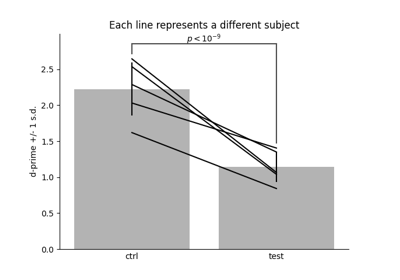 Each line represents a different subject
p < 10⁻⁹
d-prime +/- 1 s.d.
2.5
2.0
1.5
1.0
0.5
0.0
ctrl
test